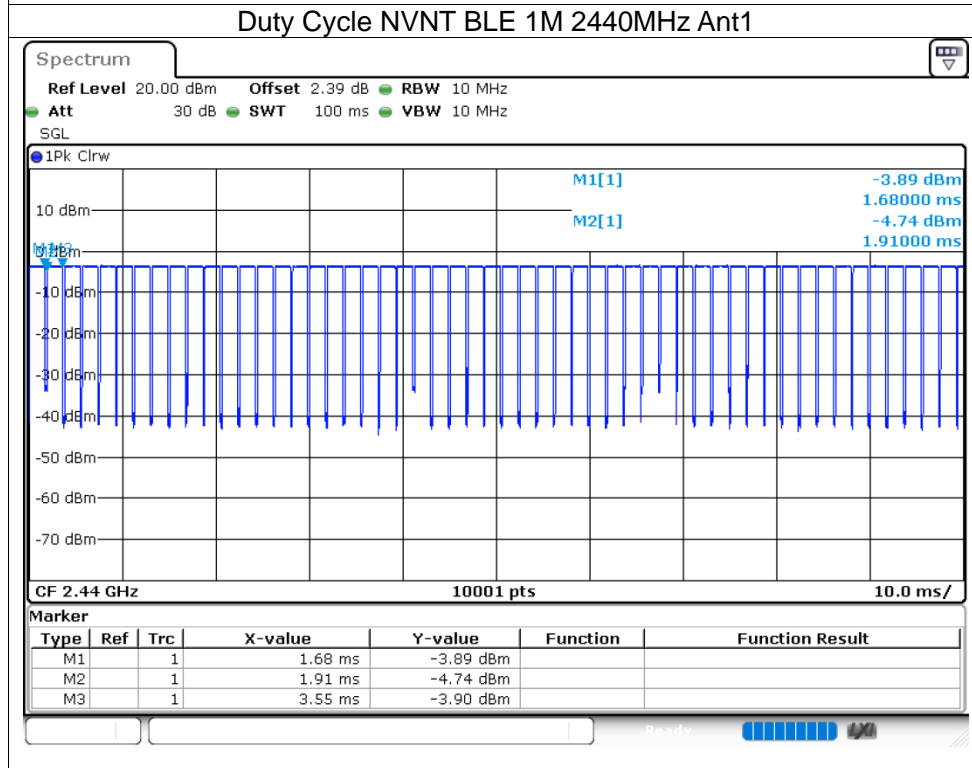 Duty Cycle NVNT BLE 1M 2440MHz Ant1
Spectrum
Ref Level 20.00 dBm Offset 2.39 dB RBW 10 MHz
Att 30 dB SWT 100 ms VBW 10 MHz
SGL
1Pk Clrw
M1[1] -3.89 dBm
1.68000 ms
10 dBm
M2[1] -4.74 dBm
1.91000 ms
-10 dBm
-20 dBm
-30 dBm
-40 dBm
-50 dBm
-60 dBm
-70 dBm
CF 2.44 GHz 10001 pts 10.0 ms/
Marker
Type Ref Trc X-value Y-value Function Function Result
M1 1 1.68 ms -3.89 dBm
M2 1 1.91 ms -4.74 dBm
M3 1 3.55 ms -3.90 dBm
Ready LXI